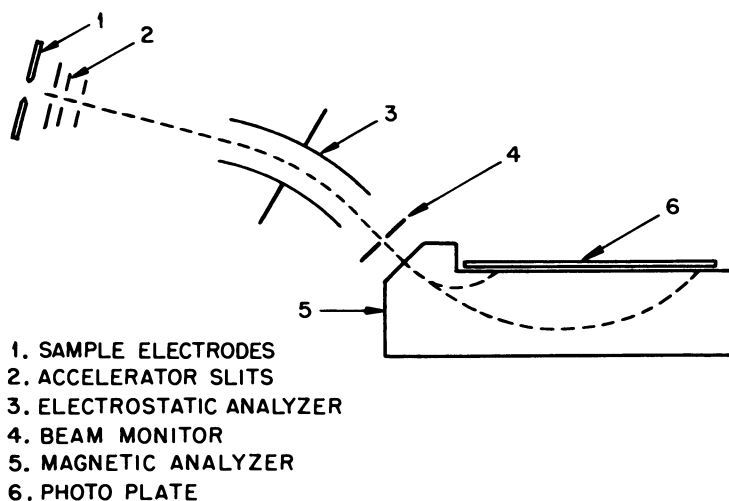 1
2
3
4
5
6
1. SAMPLE ELECTRODES
2. ACCELERATOR SLITS
3. ELECTROSTATIC ANALYZER
4. BEAM MONITOR
5. MAGNETIC ANALYZER
6. PHOTO PLATE